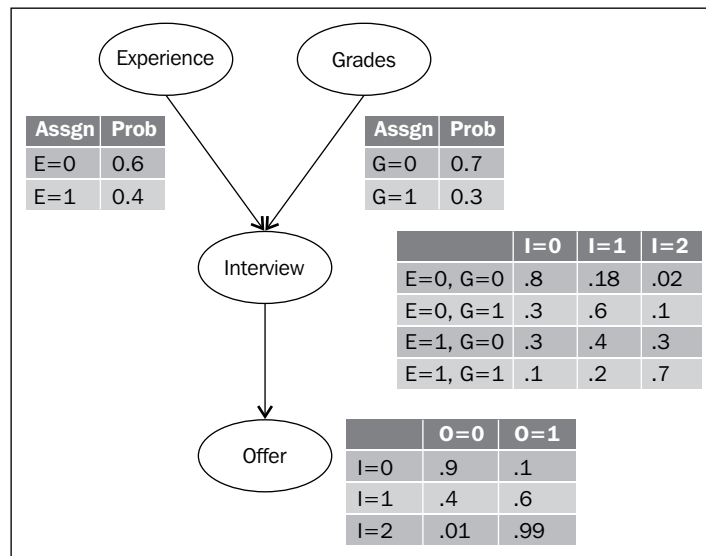 Experience
Grades
Assgn Prob
E=0 0.6
E=1 0.4
Assgn Prob
G=0 0.7
G=1 0.3
Interview
I=0 I=1 I=2
E=0, G=0 .8 .18 .02
E=0, G=1 .3 .6 .1
E=1, G=0 .3 .4 .3
E=1, G=1 .1 .2 .7
Offer
O=0 O=1
I=0 .9 .1
I=1 .4 .6
I=2 .01 .99